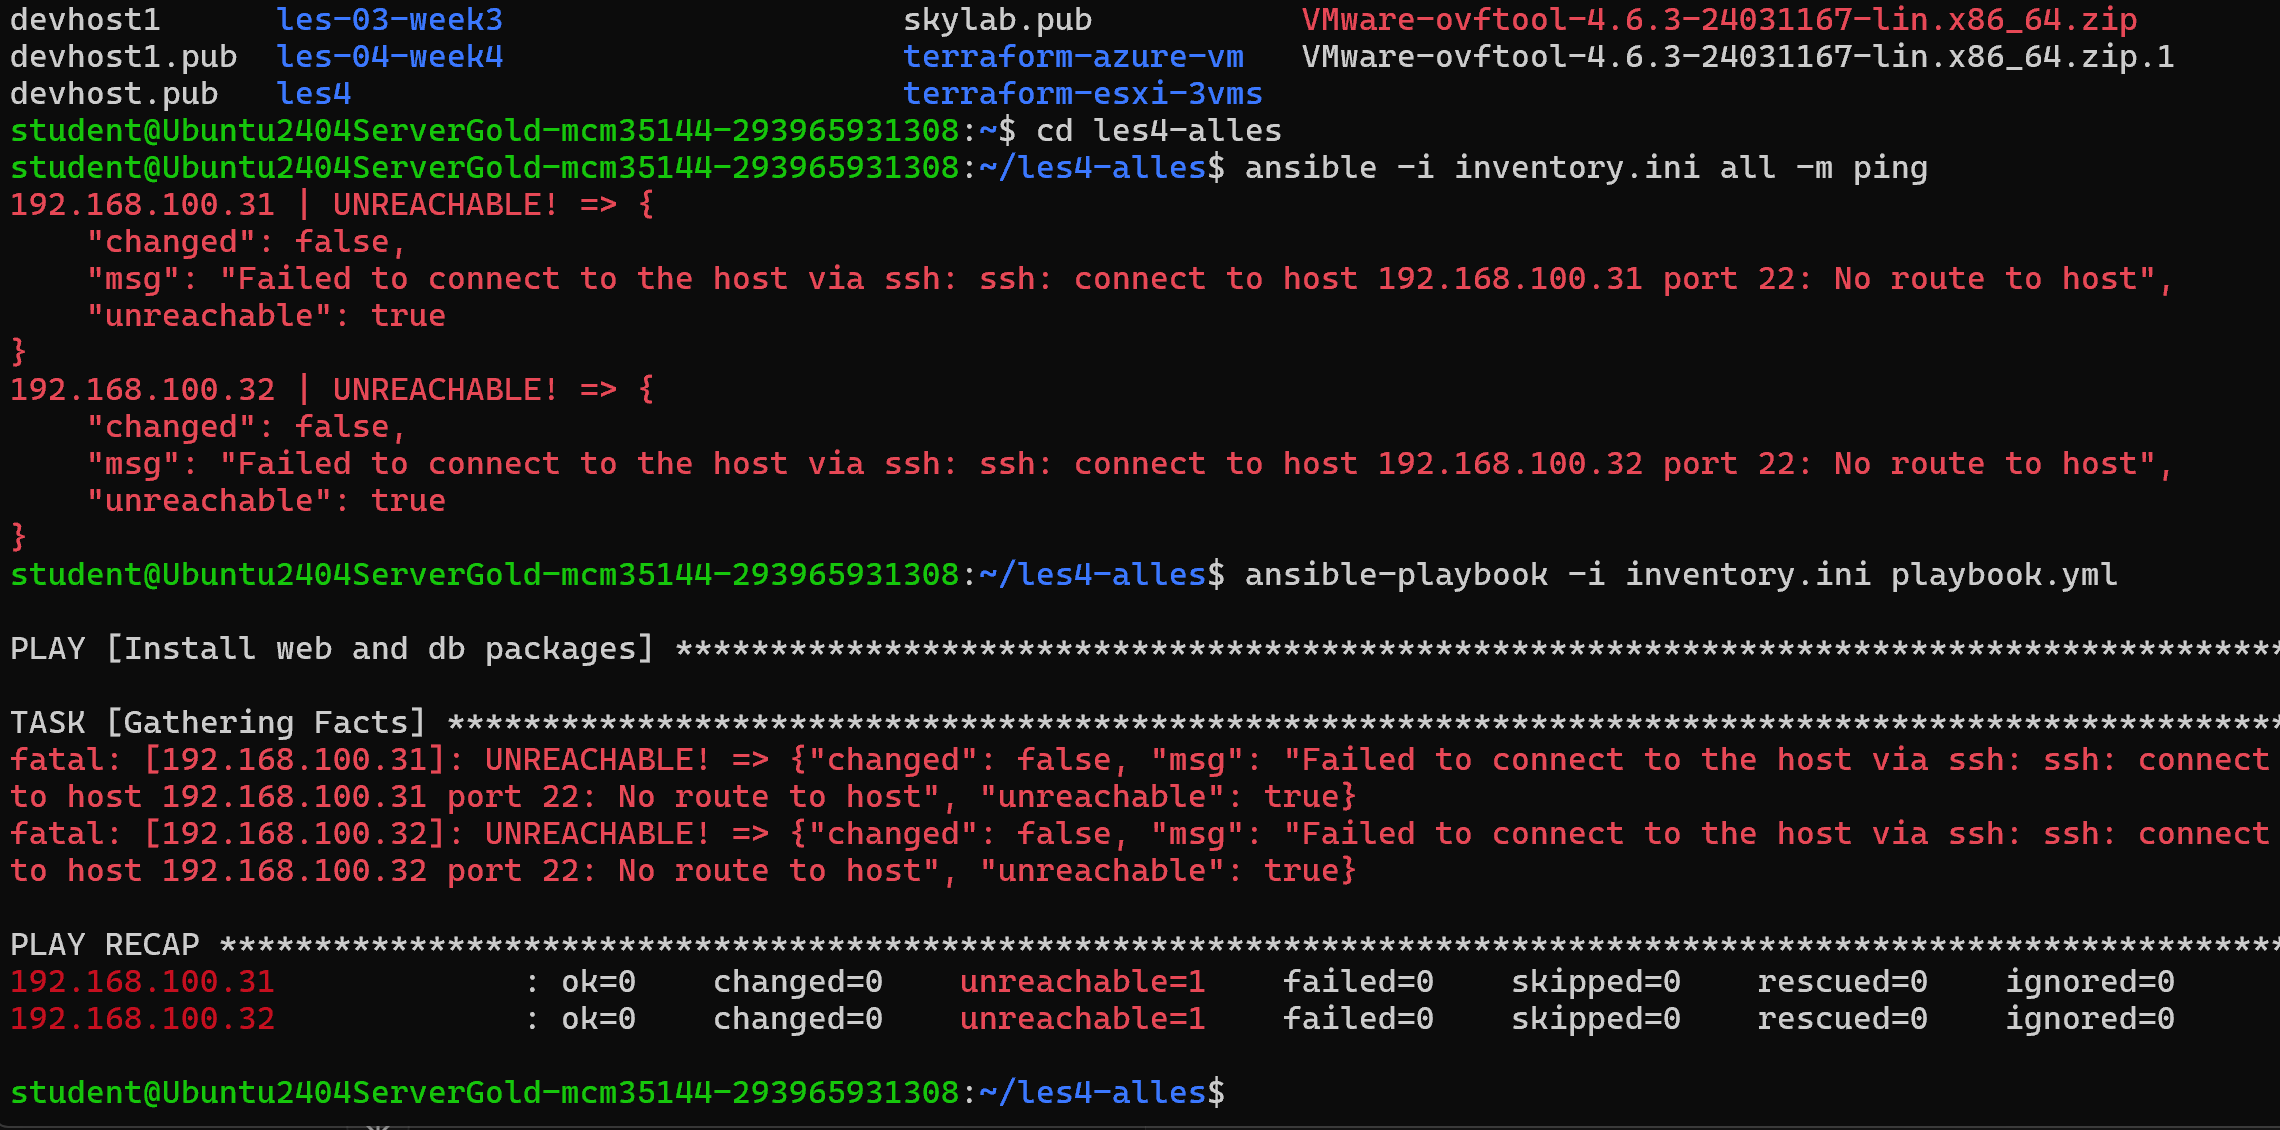 devhost1      les-03-week3                     skylab.pub           VMware-ovftool-4.6.3-24031167-lin.x86_64.zip
devhost1.pub  les-04-week4                     terraform-azure-vm   VMware-ovftool-4.6.3-24031167-lin.x86_64.zip.1
devhost.pub   les4                             terraform-esxi-3vms
student@Ubuntu2404ServerGold-mcm35144-293965931308:~$ cd les4-alles
student@Ubuntu2404ServerGold-mcm35144-293965931308:~/les4-alles$ ansible -i inventory.ini all -m ping
192.168.100.31 | UNREACHABLE! => {
    "changed": false,
    "msg": "Failed to connect to the host via ssh: ssh: connect to host 192.168.100.31 port 22: No route to host",
    "unreachable": true
}
192.168.100.32 | UNREACHABLE! => {
    "changed": false,
    "msg": "Failed to connect to the host via ssh: ssh: connect to host 192.168.100.32 port 22: No route to host",
    "unreachable": true
}
student@Ubuntu2404ServerGold-mcm35144-293965931308:~/les4-alles$ ansible-playbook -i inventory.ini playbook.yml
PLAY [Install web and db packages] *************************************************************************************
TASK [Gathering Facts] *************************************************************************************************
fatal: [192.168.100.31]: UNREACHABLE! => {"changed": false, "msg": "Failed to connect to the host via ssh: ssh: connect
to host 192.168.100.31 port 22: No route to host", "unreachable": true}
fatal: [192.168.100.32]: UNREACHABLE! => {"changed": false, "msg": "Failed to connect to the host via ssh: ssh: connect
to host 192.168.100.32 port 22: No route to host", "unreachable": true}
PLAY RECAP *************************************************************************************************************
192.168.100.31             : ok=0    changed=0    unreachable=1    failed=0    skipped=0    rescued=0    ignored=0
192.168.100.32             : ok=0    changed=0    unreachable=1    failed=0    skipped=0    rescued=0    ignored=0
student@Ubuntu2404ServerGold-mcm35144-293965931308:~/les4-alles$